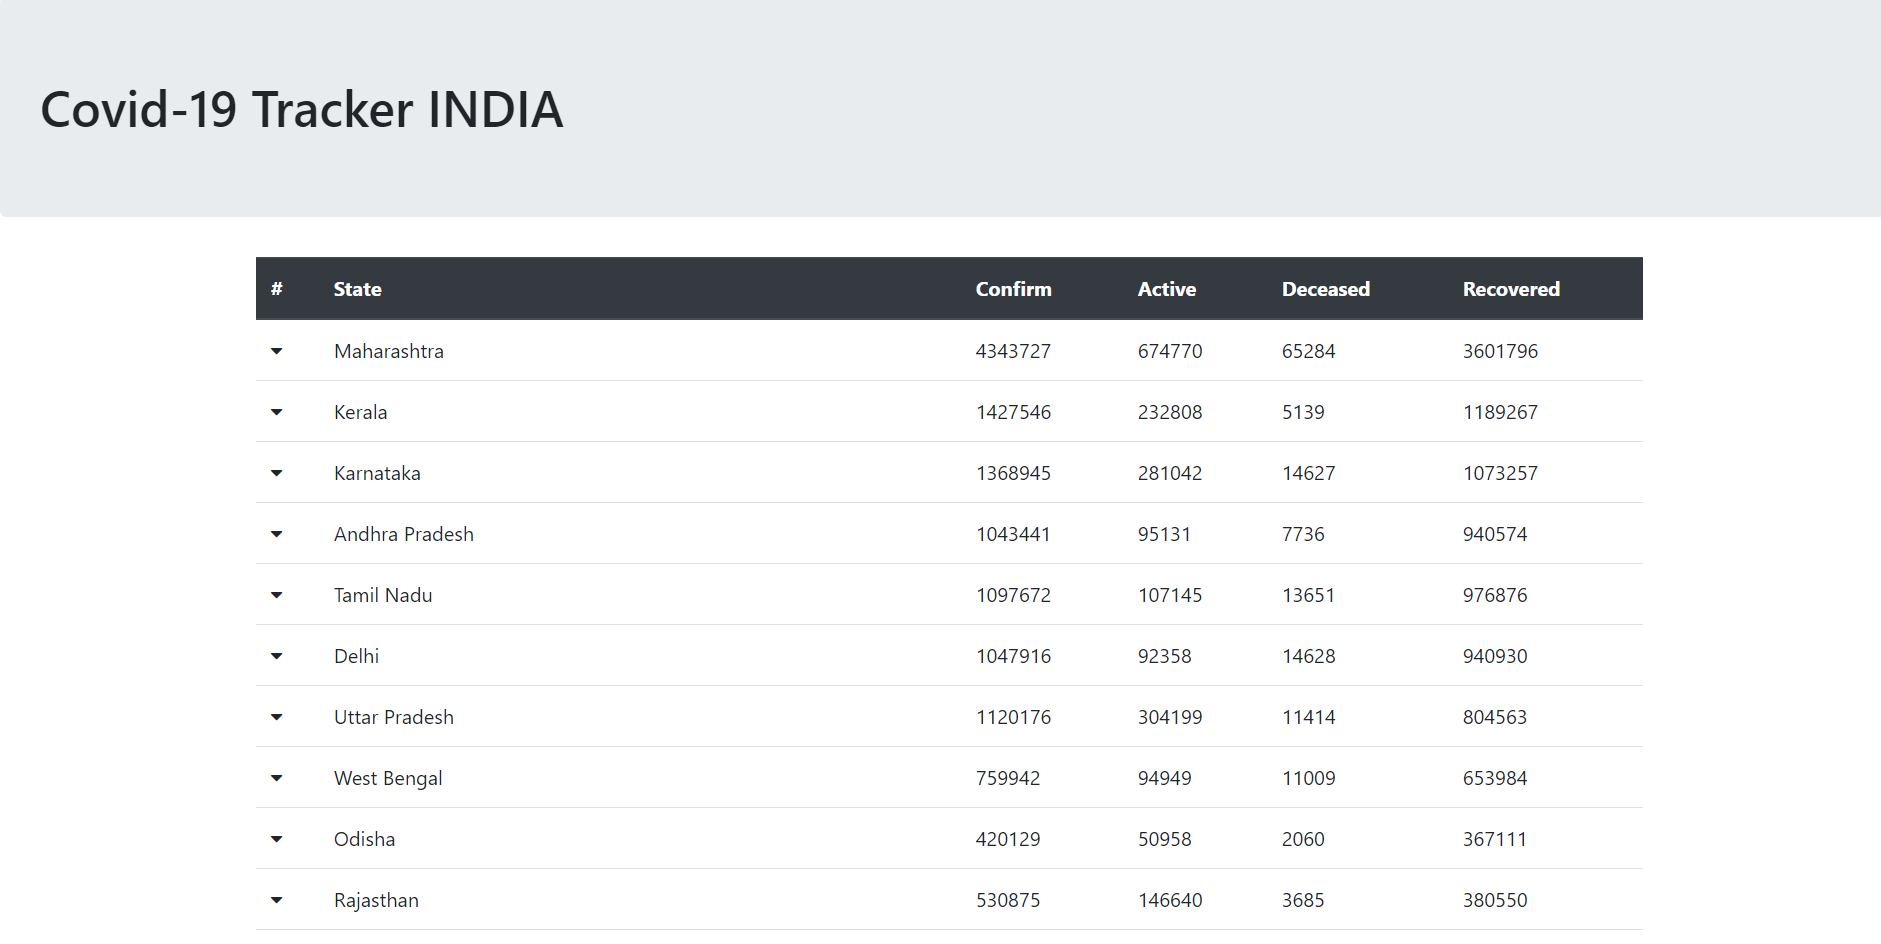 Covid-19 Tracker INDIA
# State Confirm Active Deceased Recovered
Maharashtra 4343727 674770 65284 3601796
Kerala 1427546 232808 5139 1189267
Karnataka 1368945 281042 14627 1073257
Andhra Pradesh 1043441 95131 7736 940574
Tamil Nadu 1097672 107145 13651 976876
Delhi 1047916 92358 14628 940930
Uttar Pradesh 1120176 304199 11414 804563
West Bengal 759942 94949 11009 653984
Odisha 420129 50958 2060 367111
Rajasthan 530875 146640 3685 380550